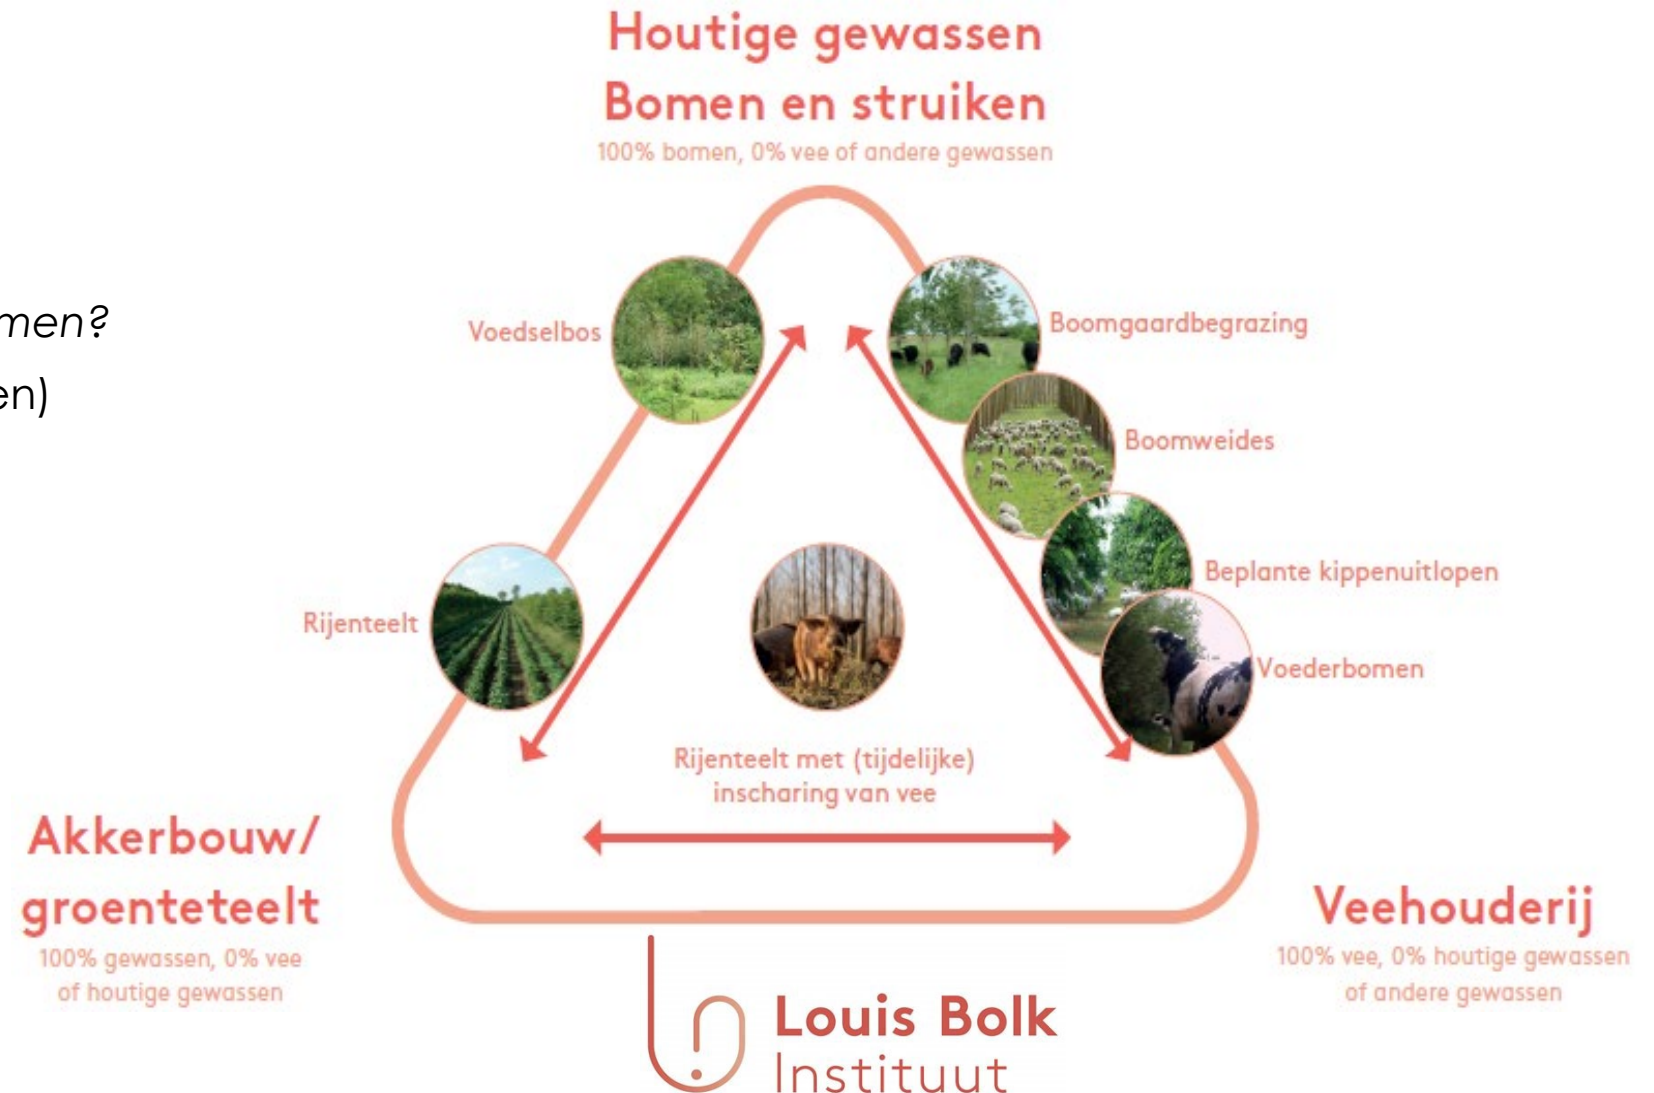 Houtige gewassen
Bomen en struiken
100% bomen, 0% vee of andere gewassen
men?
en)
Voedselbos
Boomgaardbegrazing
Boomweides
Beplante kippenuitlopen
Rijenteelt
Voederbomen
Rijenteelt met (tijdelijke)
inscharing van vee
Akkerbouw/
groenteteelt
100% gewassen, 0% vee
of houtige gewassen
Veehouderij
100% vee, 0% houtige gewassen
of andere gewassen
Louis Bolk
Instituut